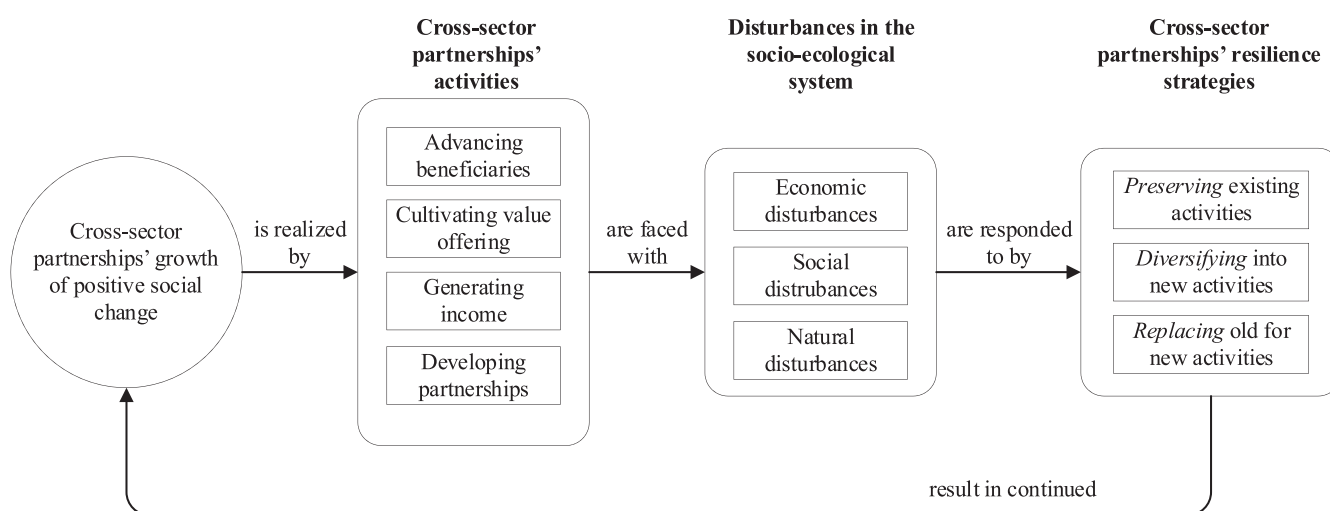 Cross-sector
partnerships’
activities
Disturbances in the
socio-ecological
system
Cross-sector
partnerships’ resilience
strategies
Cross-sector
partnerships’ growth
of positive social
change
is realized
by
Advancing
beneficiaries
Cultivating value
offering
Generating
income
Developing
partnerships
are faced
with
Economic
disturbances
Social
distrubances
Natural
disturbances
are responded
to by
Preserving existing
activities
Diversifying into
new activities
Replacing old for
new activities
result in continued